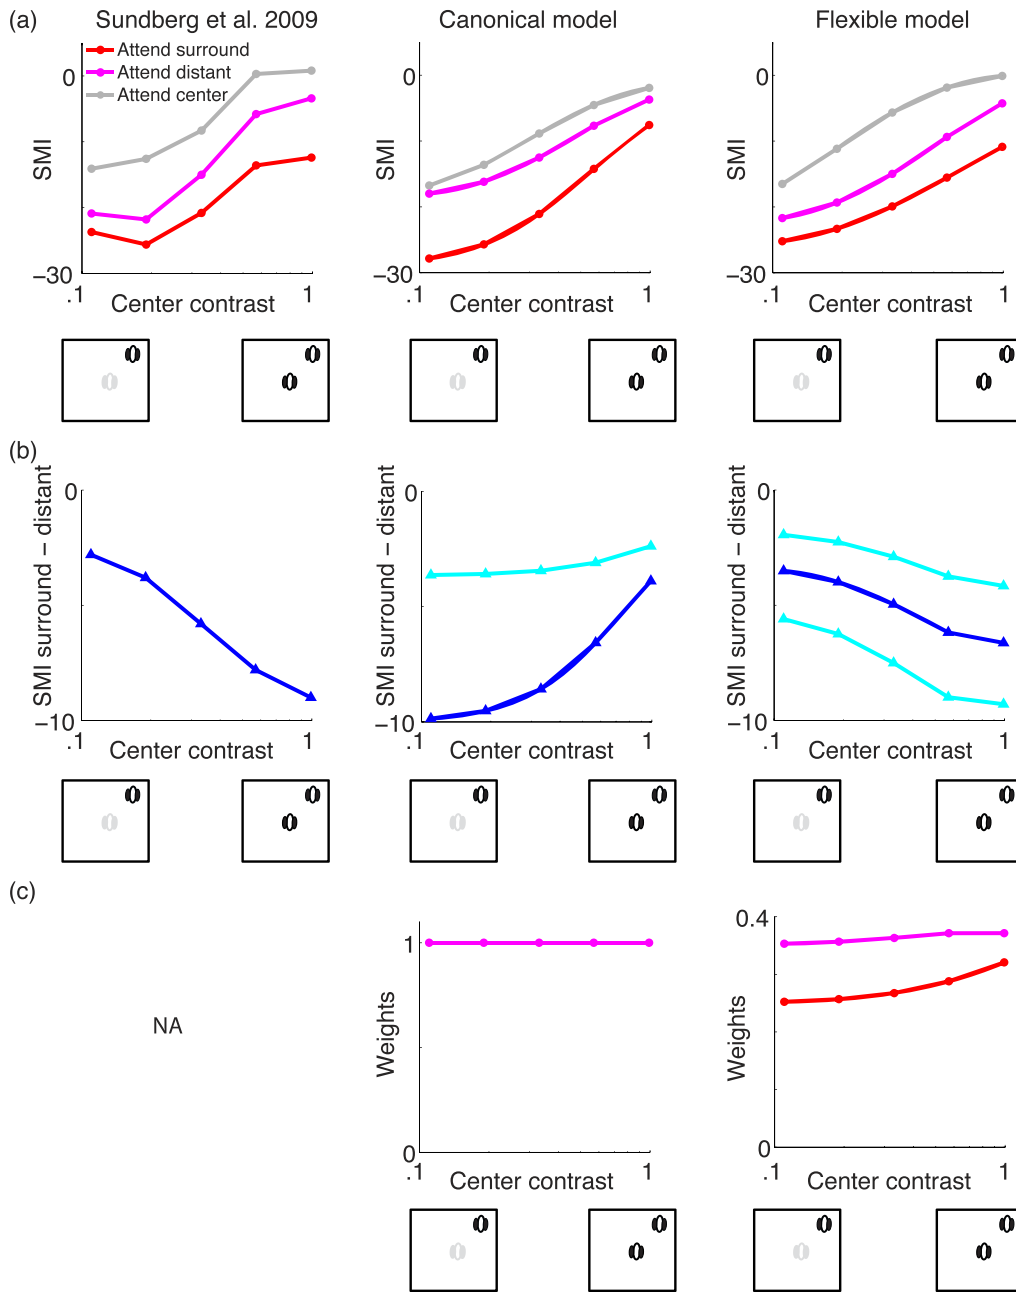 (a)
Sundberg et al. 2009
Canonical model
Flexible model
Attend surround
Attend distant
Attend center
0
SMI
−30
.1
1
Center contrast
0
SMI
−30
.1
1
Center contrast
0
SMI
−30
.1
1
Center contrast
(b)
0
SMI surround − distant
−10
.1
1
Center contrast
0
SMI surround − distant
−10
.1
1
Center contrast
0
SMI surround − distant
−10
.1
1
Center contrast
(c)
NA
1
Weights
0
.1
1
Center contrast
0.4
Weights
0
.1
1
Center contrast